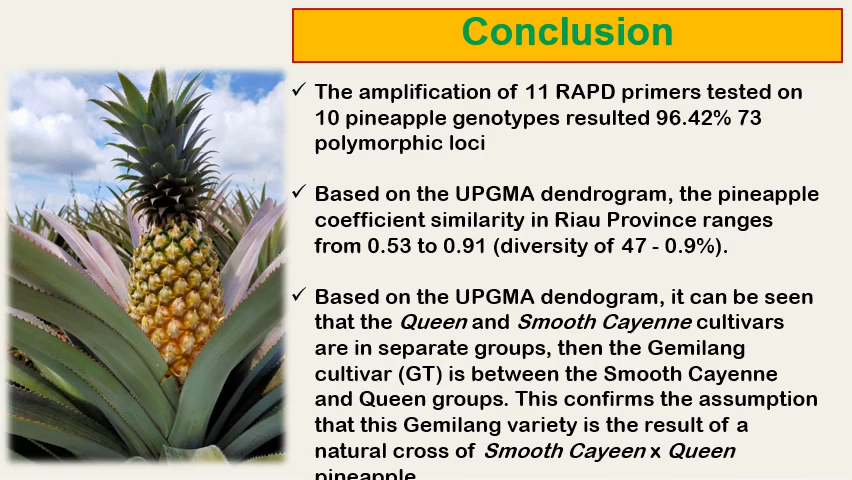 Conclusion
✓ The amplification of 11 RAPD primers tested on
10 pineapple genotypes resulted 96.42% 73
polymorphic loci
✓ Based on the UPGMA dendrogram, the pineapple
coefficient similarity in Riau Province ranges
from 0.53 to 0.91 (diversity of 47 - 0.9%).
✓ Based on the UPGMA dendogram, it can be seen
that the Queen and Smooth Cayenne cultivars
are in separate groups, then the Gemilang
cultivar (GT) is between the Smooth Cayenne
and Queen groups. This confirms the assumption
that this Gemilang variety is the result of a
natural cross of Smooth Cayeen x Queen
pineapple